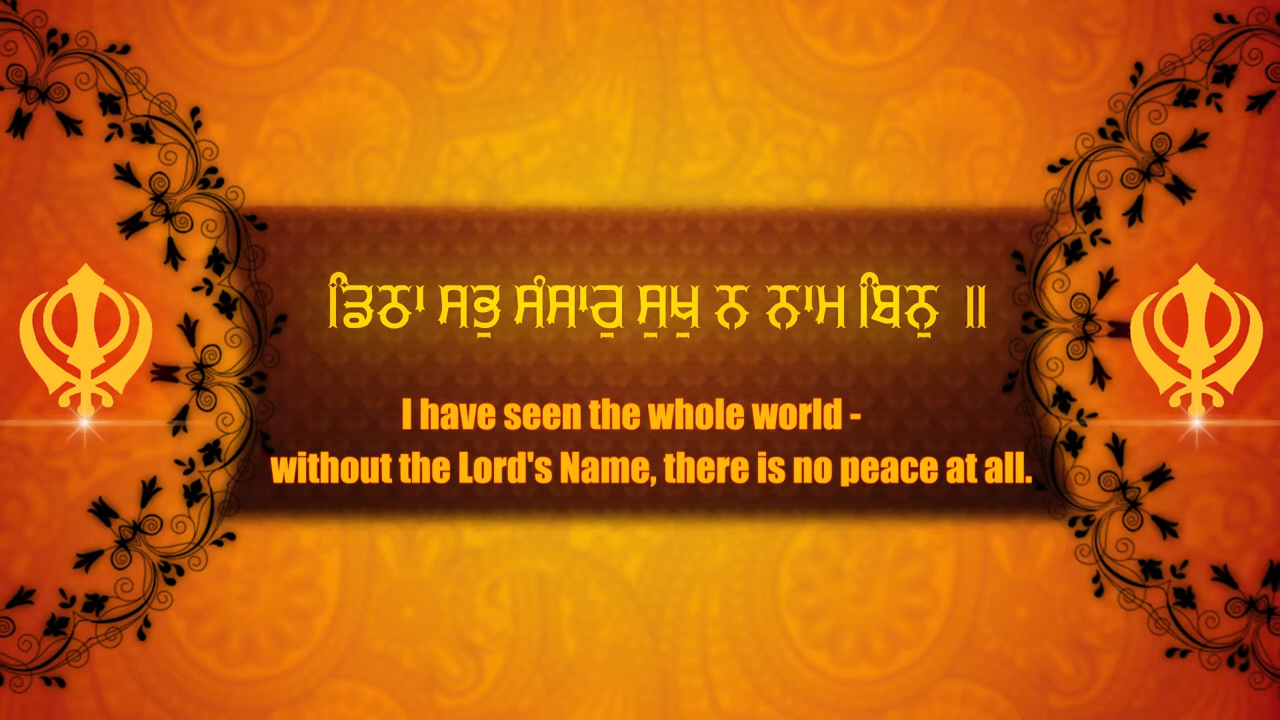 ਡਿਠਾ ਸਭੁ ਸੰਸਾਰੁ ਸੁਖੁ ਨ ਨਾਮ ਬਿਨੁ ॥
I have seen the whole world -
without the Lord's Name, there is no peace at all.